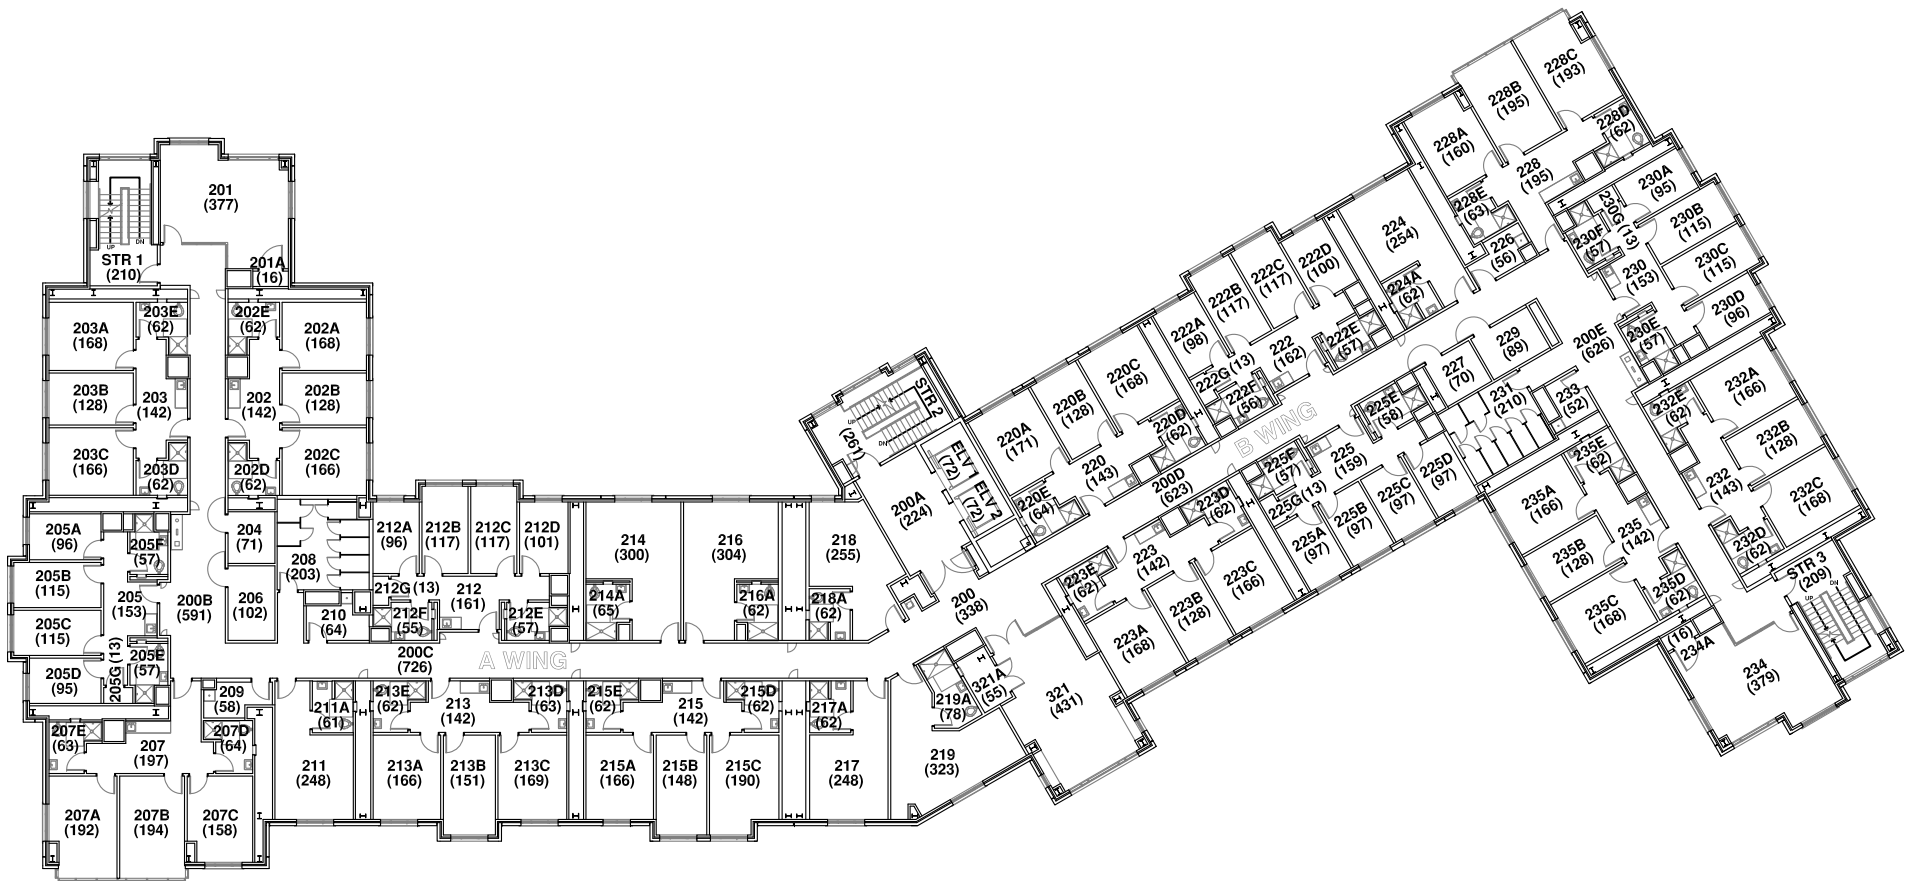 201
(377)
UP
DN
STR 1
(210)
201A
(16)
203E
(62)
202E
(62)
203A
(168)
202A
(168)
203B
(128)
203
(142)
202
(142)
202B
(128)
203C
(166)
203D
(62)
202D
(62)
202C
(166)
205A
(96)
205F
(57)
204
(71)
208
(203)
205B
(115)
205
(153)
200B
(591)
206
(102)
210
(64)
205C
(115)
205G (13)
205E
(57)
205D
(95)
212A
(96)
212B
(117)
212C
(117)
212D
(101)
212G (13)
212
(161)
212F
(55)
212E
(57)
214
(300)
214A
(65)
216
(304)
216A
(62)
218
(255)
218A
(62)
200C
(726)
A WING
209
(58)
207E
(63)
207
(197)
207D
(64)
207A
(192)
207B
(194)
207C
(158)
211A
(61)
211
(248)
213E
(62)
213
(142)
213D
(63)
213A
(166)
213B
(151)
213C
(169)
215E
(62)
215
(142)
215D
(62)
215A
(166)
215B
(148)
215C
(190)
217A
(62)
217
(248)
219A
(78)
219
(323)
321A
(55)
321
(431)
200
(338)
200A
(224)
STR 2
(261)
UP
DN
ELV 1
(72)
ELV 2
(72)
220A
(171)
220B
(128)
220C
(168)
220D
(62)
220
(143)
220E
(64)
200D
(623)
B WING
222A
(98)
222B
(117)
222C
(117)
222D
(100)
222G (13)
222
(162)
222F
(56)
222E
(57)
224
(254)
224A
(62)
223E
(62)
223
(142)
223D
(62)
223A
(168)
223B
(128)
223C
(166)
225F
(57)
225
(159)
225E
(58)
225G (13)
225A
(97)
225B
(97)
225C
(97)
225D
(97)
227
(70)
229
(89)
231
(210)
233
(52)
200E
(626)
226
(56)
228A
(160)
228B
(195)
228C
(193)
228D
(62)
228
(195)
228E
(63)
230A
(95)
230G (13)
230B
(115)
230F
(57)
230C
(115)
230
(153)
230D
(96)
230E
(57)
232A
(166)
232E
(62)
232B
(128)
232
(143)
232C
(168)
232D
(62)
235E
(62)
235A
(166)
235
(142)
235B
(128)
235D
(62)
235C
(168)
STR 3
(209)
UP
DN
(16)
234A
234
(379)